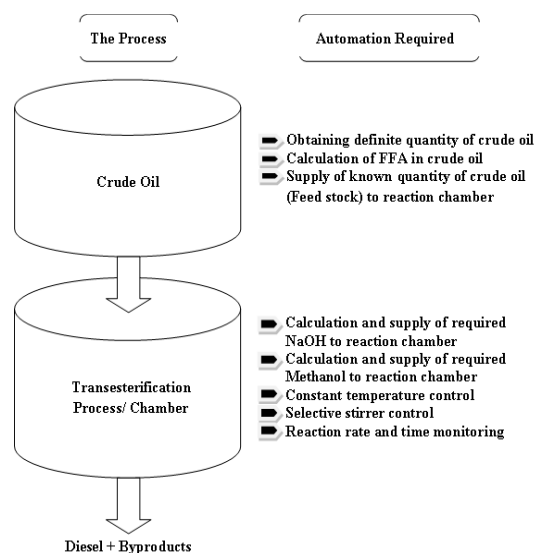 The Process
Automation Required
Crude Oil
Obtaining definite quantity of crude oil
Calculation of FFA in crude oil
Supply of known quantity of crude oil
(Feed stock) to reaction chamber
Transesterification
Process/ Chamber
Calculation and supply of required
NaOH to reaction chamber
Calculation and supply of required
Methanol to reaction chamber
Constant temperature control
Selective stirrer control
Reaction rate and time monitoring
Diesel + Byproducts